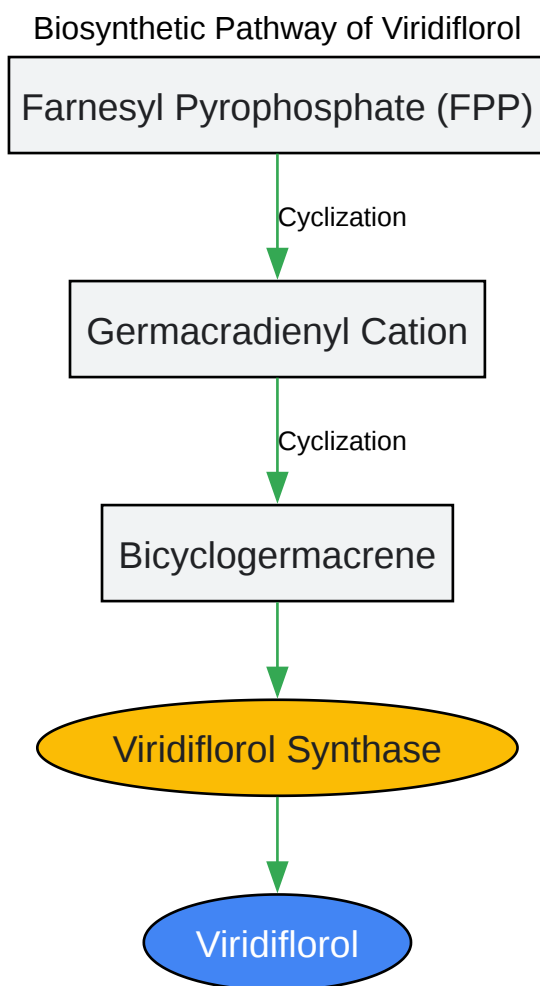 Biosynthetic Pathway of Viridiflorol
Farnesyl Pyrophosphate (FPP)
Cyclization
Germacradienyl Cation
Cyclization
Bicyclogermacrene
Viridiflorol Synthase
Viridiflorol